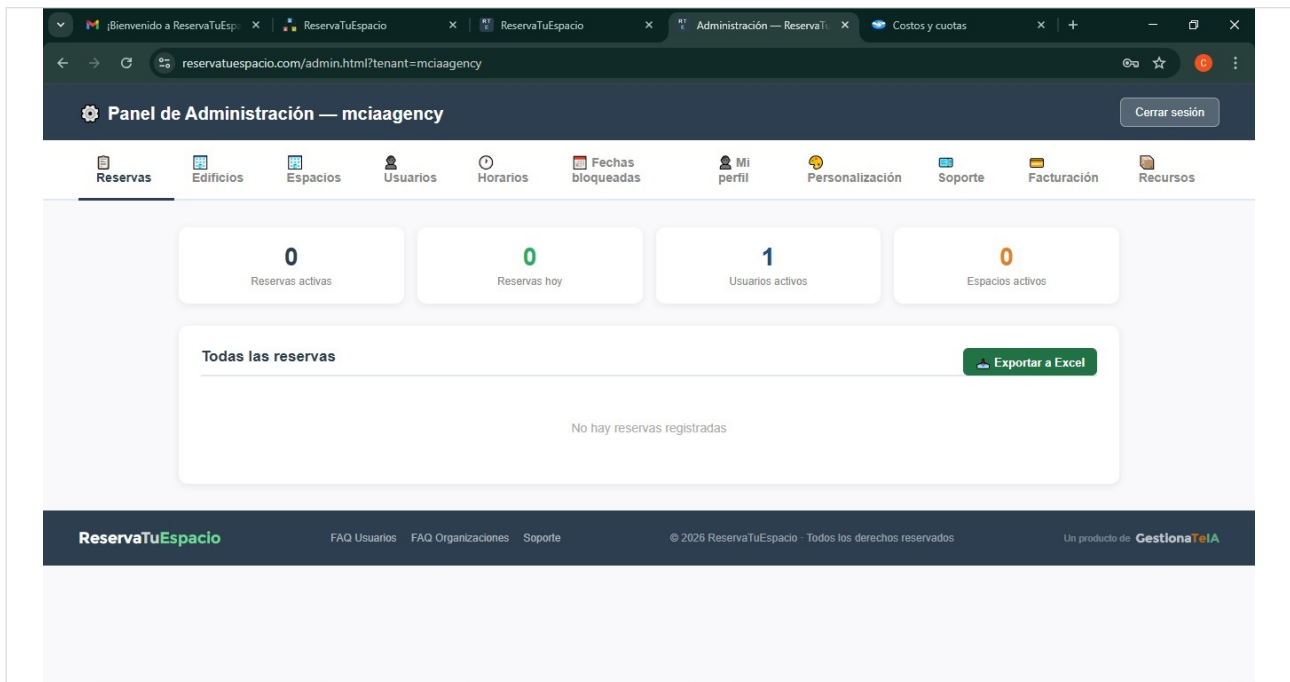 ¡Bienvenido a ReservaTuEsp
ReservaTuEspacio
ReservaTuEspacio
Administración — ReservaTu
Costos y cuotas
reservatuespacio.com/admin.html?tenant=mciaagency
C
Panel de Administración — mciaagency
Cerrar sesión
Reservas
Edificios
Espacios
Usuarios
Horarios
Fechas
bloqueadas
Mi
perfil
Personalización
Soporte
Facturación
Recursos
0
Reservas activas
0
Reservas hoy
1
Usuarios activos
0
Espacios activos
Todas las reservas
Exportar a Excel
No hay reservas registradas
ReservaTuEspacio
FAQ Usuarios FAQ Organizaciones Soporte
© 2026 ReservaTuEspacio · Todos los derechos reservados
Un producto de GestionaTeIA